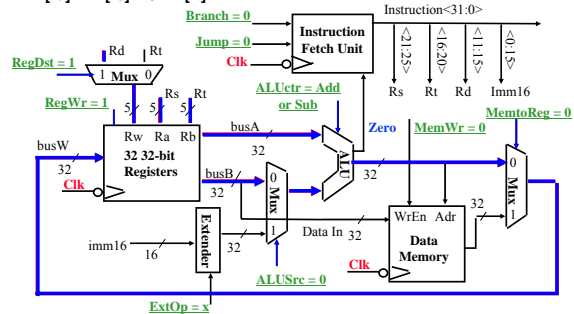 Branch = 0
Instruction
Fetch Unit
Instruction<31:0>
Jump = 0
Clk
<21:25>
<16:20>
<11:15>
<0:15>
Rs
Rt
Rd
Imm16
Rd
Rt
RegDst = 1
1 Mux 0
Rs
Rt
RegWr = 1
5
5
5
ALUctr = Add
or Sub
Zero
MemWr = 0
MemtoReg = 0
Rw Ra Rb
busA
32
busW
32
32 32-bit
Registers
busB
32
Clk
ALU
32
0
Mux
1
0
Mux
1
WrEn Adr
32
Data In
32
Data
Memory
Clk
imm16
16
Extender
32
ALUSrc = 0
ExtOp = x